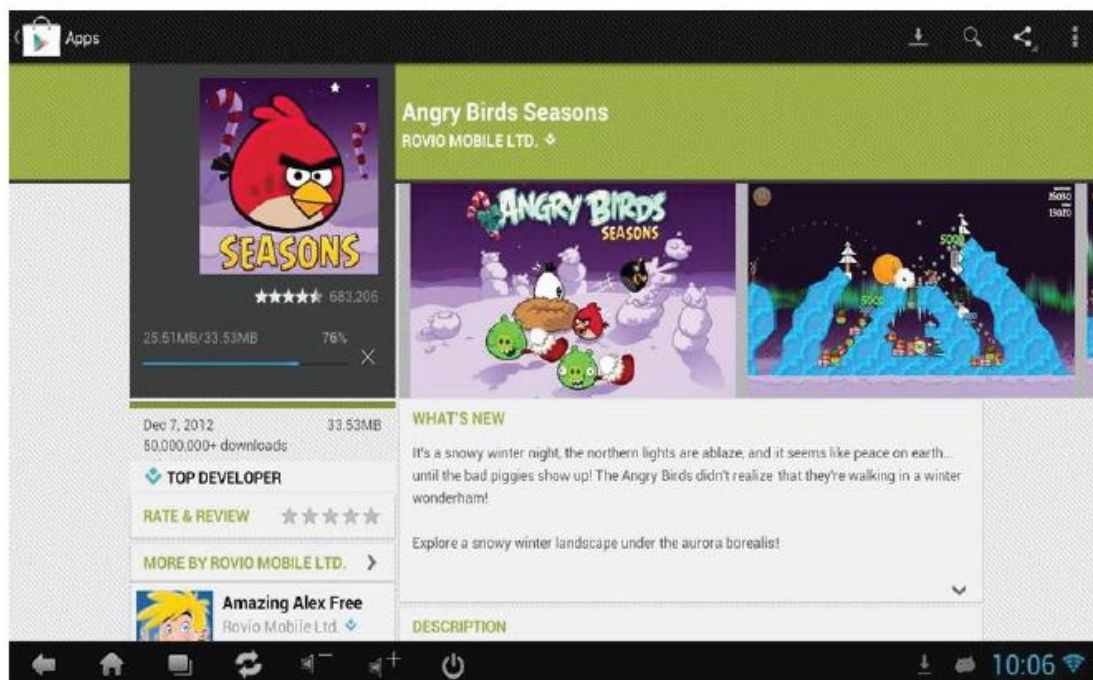 Apps
Angry Birds Seasons
ROVIO MOBILE LTD.
SEASONS
683,206
25.51MB/33.53MB 76%
ANGRY BIRDS
SEASONS
5000
5000
Dec 7, 2012 33.53MB
50,000,000+ downloads
TOP DEVELOPER
RATE & REVIEW
MORE BY ROVIO MOBILE LTD.
Amazing Alex Free
Rovio Mobile Ltd.
WHAT'S NEW
It's a snowy winter night, the northern lights are ablaze, and it seems like peace on earth...
until the bad piggies show up! The Angry Birds didn't realize that they're walking in a winter
wonderham!
Explore a snowy winter landscape under the aurora borealis!
DESCRIPTION
10:06